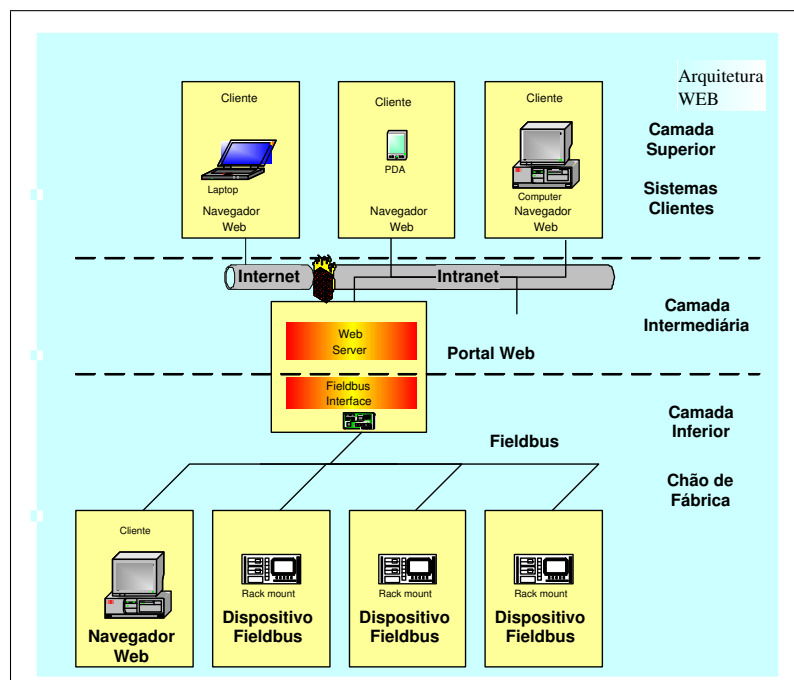 Arquitetura
WEB
Cliente
Laptop
Navegador
Web
Cliente
PDA
Navegador
Web
Cliente
Computer
Navegador
Web
Camada
Superior
Sistemas
Clientes
Internet
Intranet
Web
Server
Portal Web
Camada
Intermediária
Fieldbus
Interface
Fieldbus
Camada
Inferior
Chão de
Fábrica
Cliente
Navegador
Web
Rack mount
Dispositivo
Fieldbus
Rack mount
Dispositivo
Fieldbus
Rack mount
Dispositivo
Fieldbus